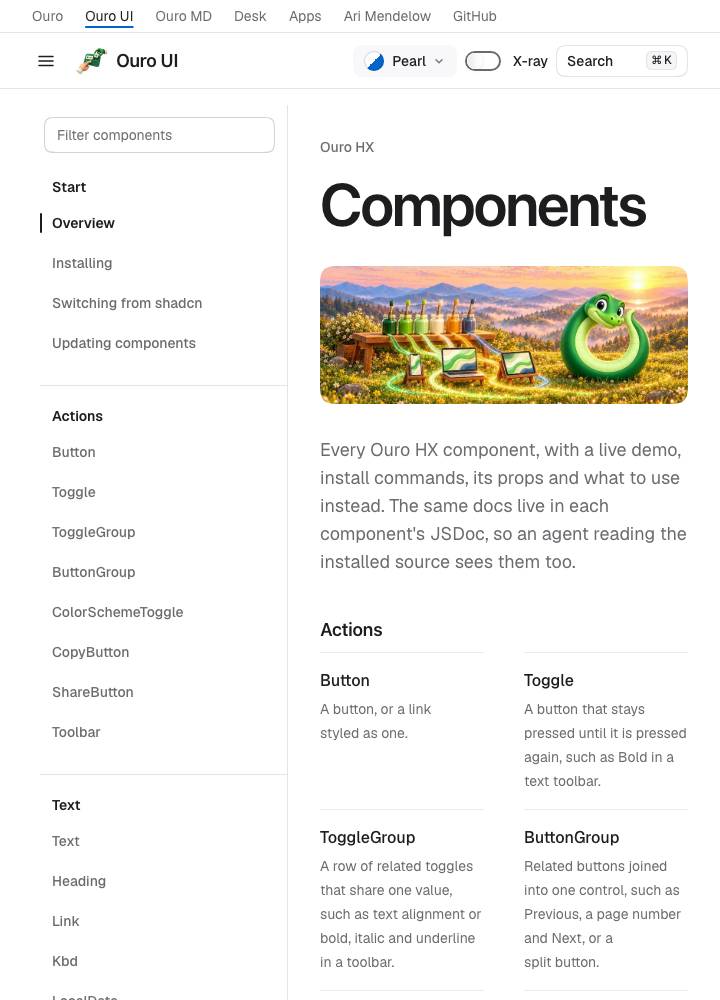 Ouro
Ouro UI
Ouro MD
Desk
Apps
Ari Mendelow
GitHub
Ouro UI
Pearl
X-ray
Search
⌘ K
Filter components
Start
Overview
Installing
Switching from shadcn
Updating components
Actions
Button
Toggle
ToggleGroup
ButtonGroup
ColorSchemeToggle
CopyButton
ShareButton
Toolbar
Text
Text
Heading
Link
Kbd
Ouro HX
Components
Every Ouro HX component, with a live demo,
install commands, its props and what to use
instead. The same docs live in each
component's JSDoc, so an agent reading the
installed source sees them too.
Actions
Button
A button, or a link
styled as one.
Toggle
A button that stays
pressed until it is pressed
again, such as Bold in a
text toolbar.
ToggleGroup
A row of related toggles
that share one value,
such as text alignment or
bold, italic and underline
in a toolbar.
ButtonGroup
Related buttons joined
into one control, such as
Previous, a page number
and Next, or a
split button.